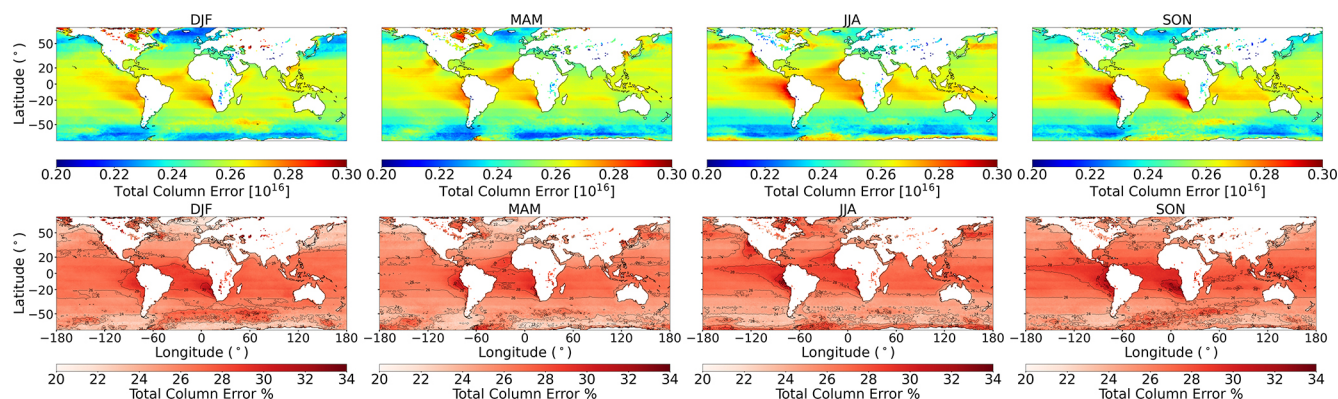 DJF MAM JJA SON
Latitude (°)
50
20
0
−20
−50
0.20 0.22 0.24 0.26 0.28 0.30 0.20 0.22 0.24 0.26 0.28 0.30 0.20 0.22 0.24 0.26 0.28 0.30 0.20 0.22 0.24 0.26 0.28 0.30
Total Column Error [10¹⁶] Total Column Error [10¹⁶] Total Column Error [10¹⁶] Total Column Error [10¹⁶]
DJF MAM JJA SON
Latitude (°)
50
20
0
−20
−50
−180 −120 −60 0 60 120 180 −180 −120 −60 0 60 120 180 −180 −120 −60 0 60 120 180 −180 −120 −60 0 60 120 180
Longitude (°) Longitude (°) Longitude (°) Longitude (°)
20 22 24 26 28 30 32 34 20 22 24 26 28 30 32 34 20 22 24 26 28 30 32 34 20 22 24 26 28 30 32 34
Total Column Error % Total Column Error % Total Column Error % Total Column Error %